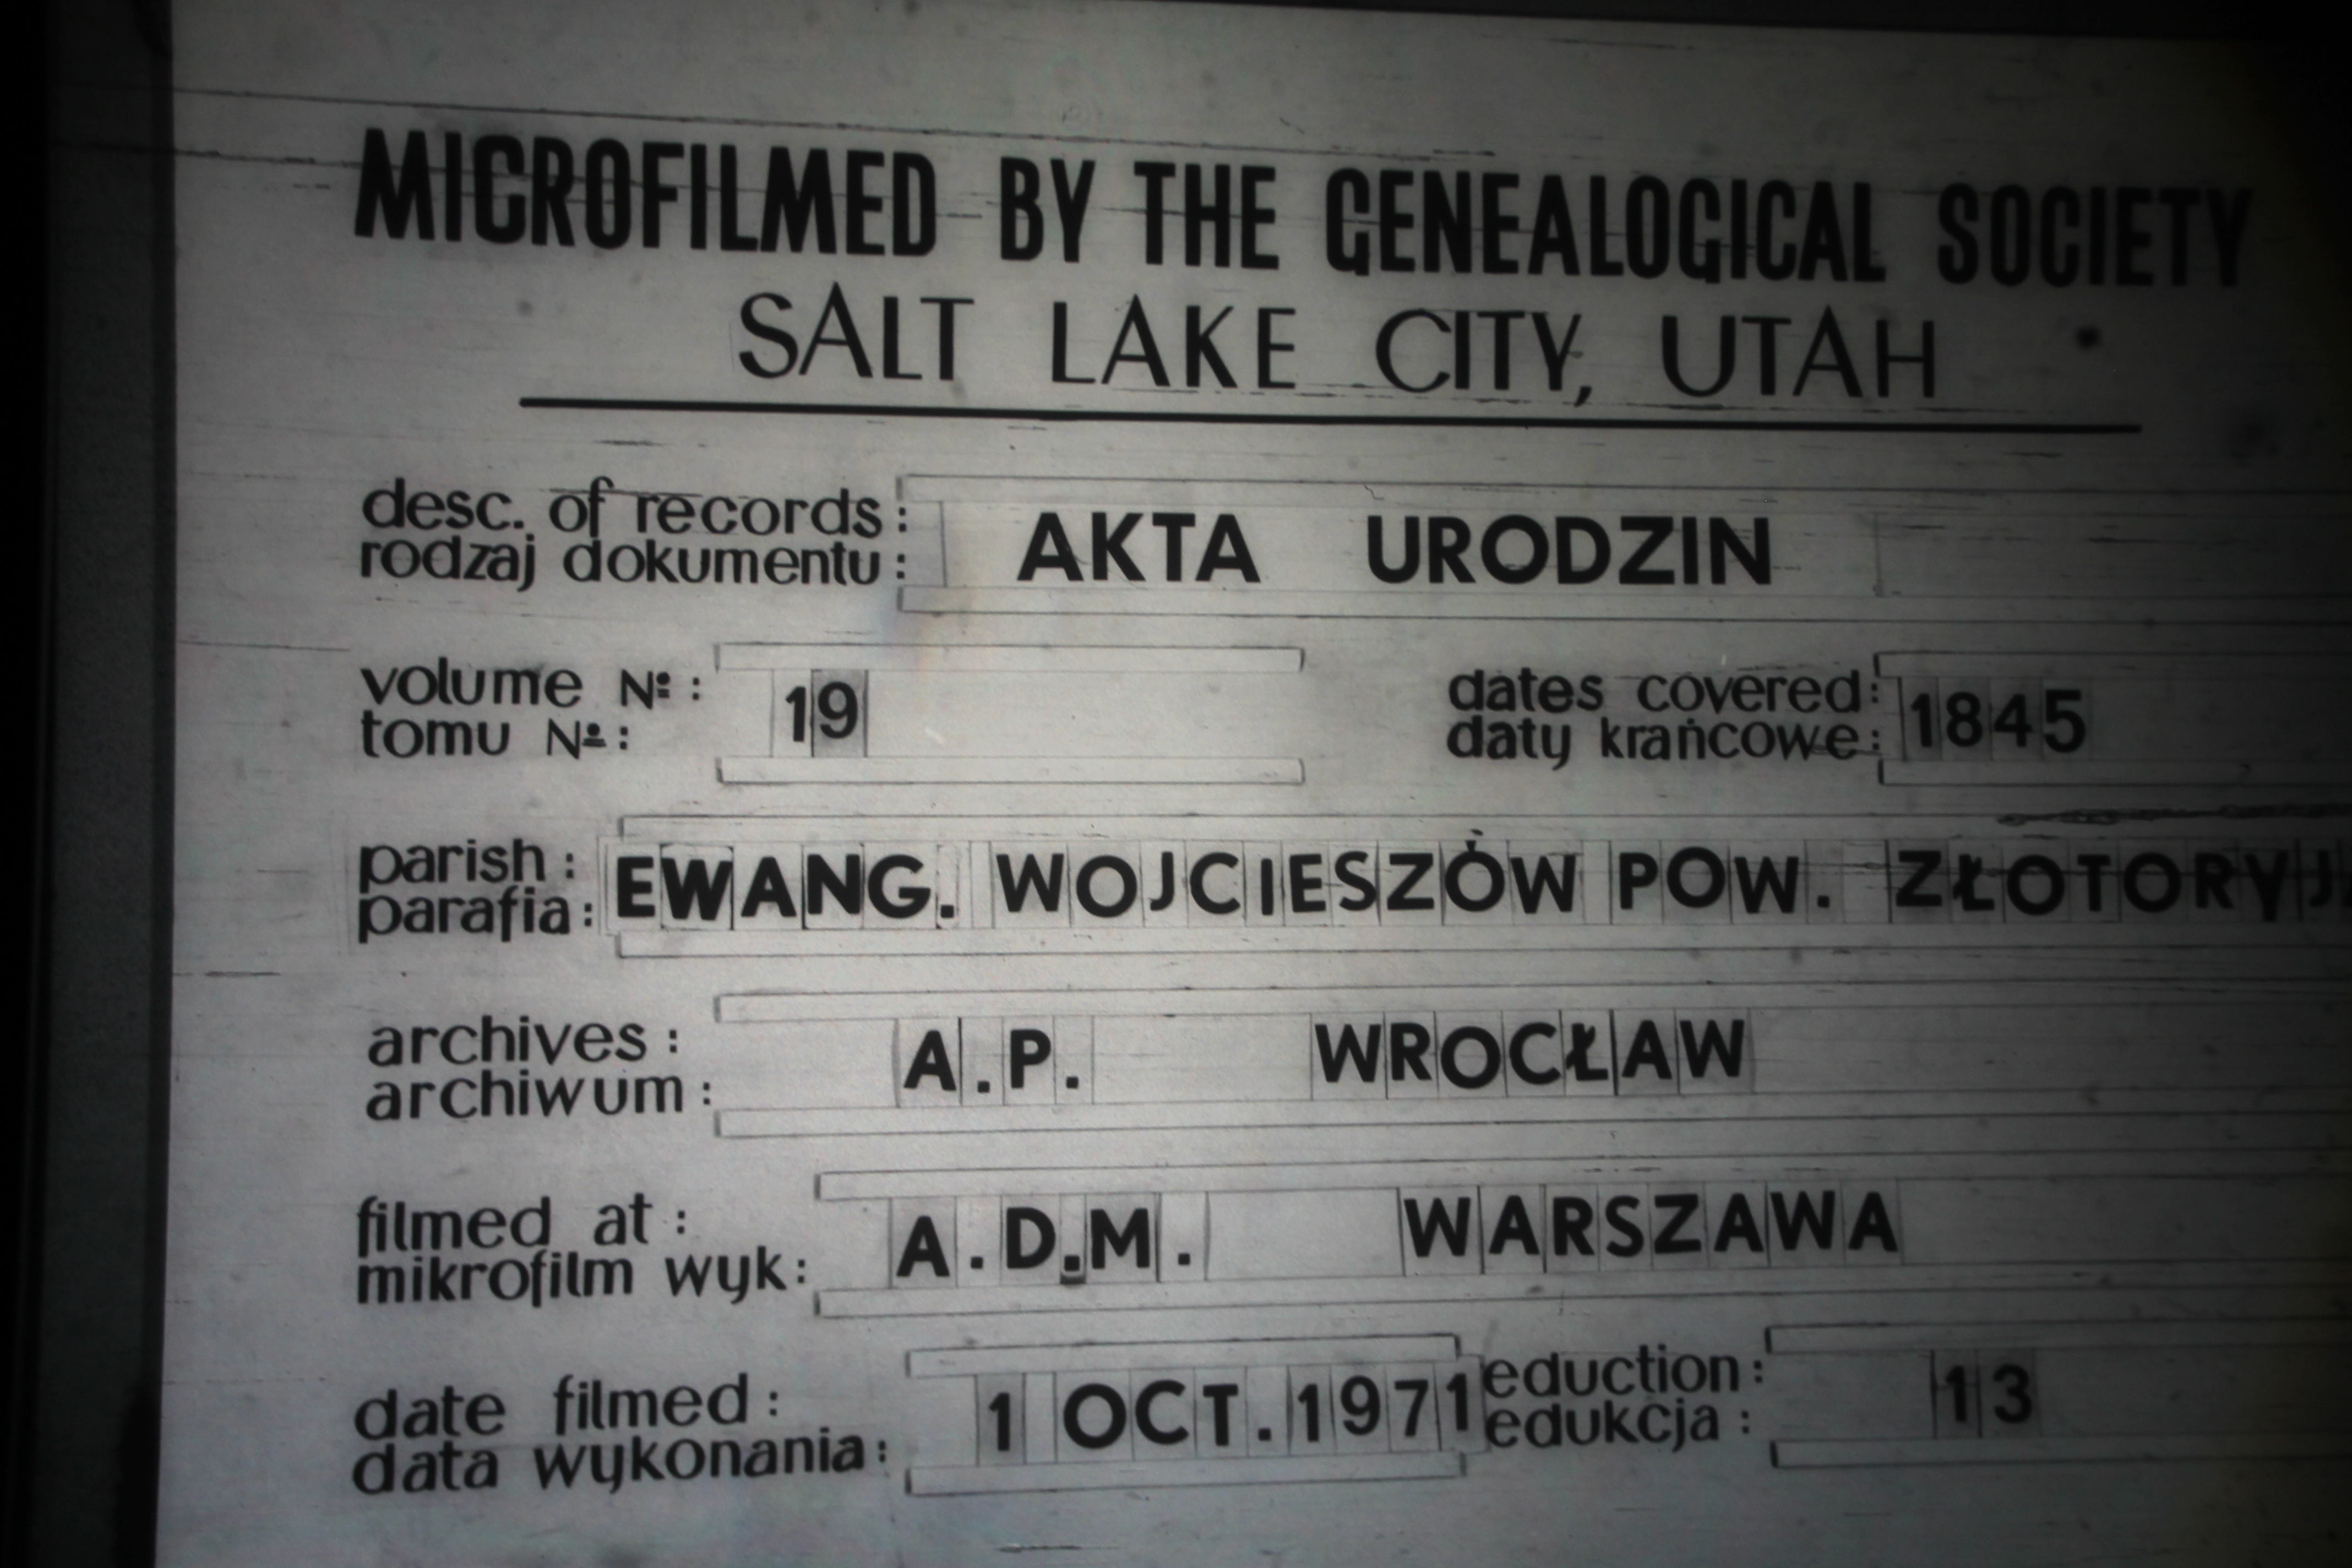 MICROFILMED BY THE GENEALOGICAL SOCIETY
SALT LAKE CITY, UTAH
desc. of records: AKTA URODZIN
rodzaj dokumentu:
volume №: 19
tomu №:
dates covered: 1845
daty krańcowe:
parish: EWANG. WOJCIESZÓW POW. ZŁOTORYJ
parafia:
archives: A.P. WROCŁAW
archiwum:
filmed at: A.D.M. WARSZAWA
mikrofilm wyk:
date filmed: 1 OCT. 1971
data wykonania:
eduction: 13
edukcja: